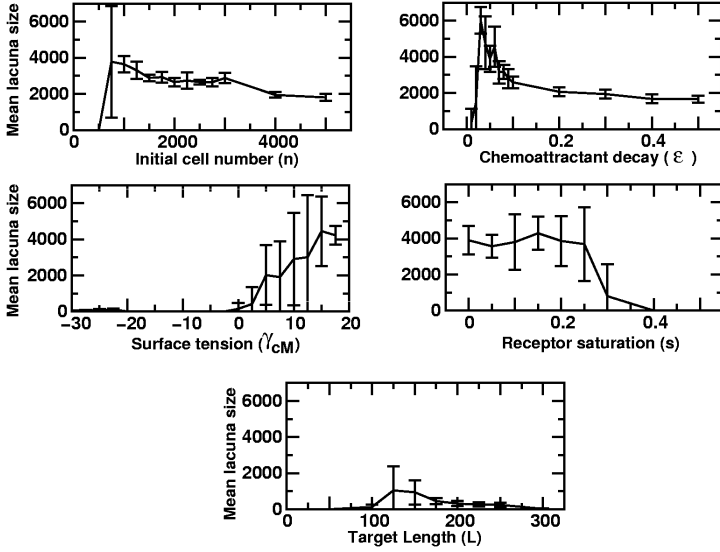 Mean lacuna size
6000
4000
2000
0
0 2000 4000
Initial cell number (n)
6000
4000
2000
0
0 0.2 0.4
Chemoattractant decay ( ε )
Mean lacuna size
6000
4000
2000
0
−30 −20 −10 0 10 20
Surface tension (γcM)
6000
4000
2000
0
0 0.2 0.4
Receptor saturation (s)
Mean lacuna size
6000
4000
2000
0
0 100 200 300
Target Length (L)